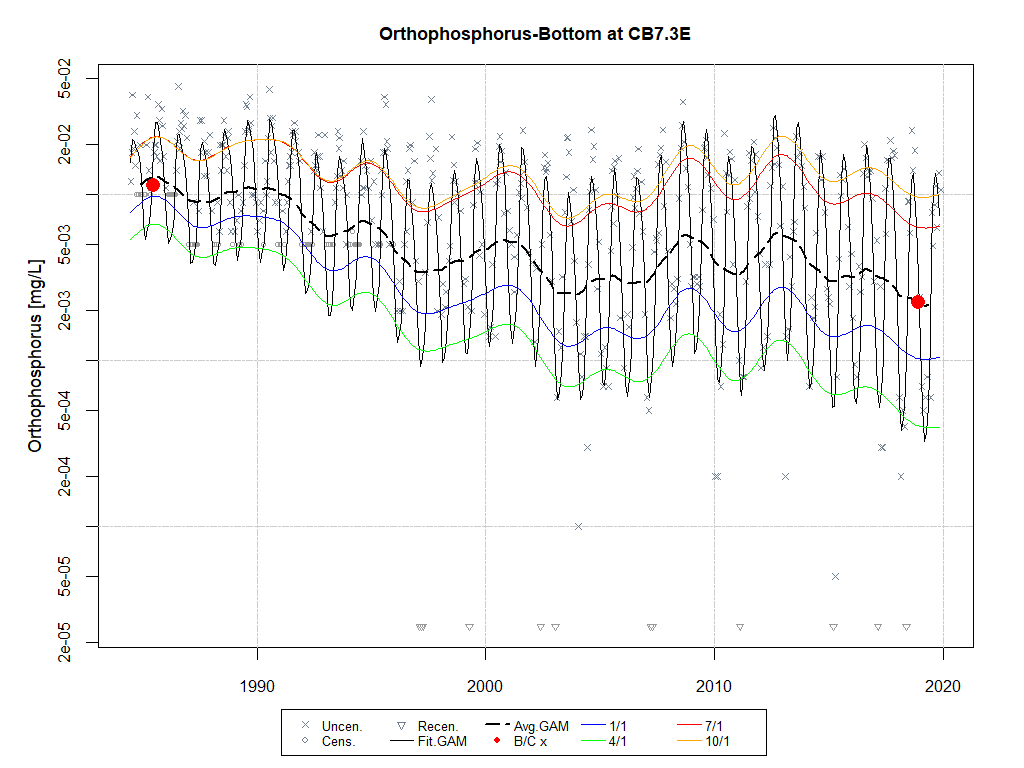 Orthophosphorus-Bottom at CB7.3E
Orthophosphorus [mg/L]
5e-02
2e-02
5e-03
2e-03
5e-04
2e-04
5e-05
2e-05
1990 2000 2010 2020
Uncen. Recen. Avg.GAM 1/1 7/1
Cens. Fit.GAM B/C x 4/1 10/1